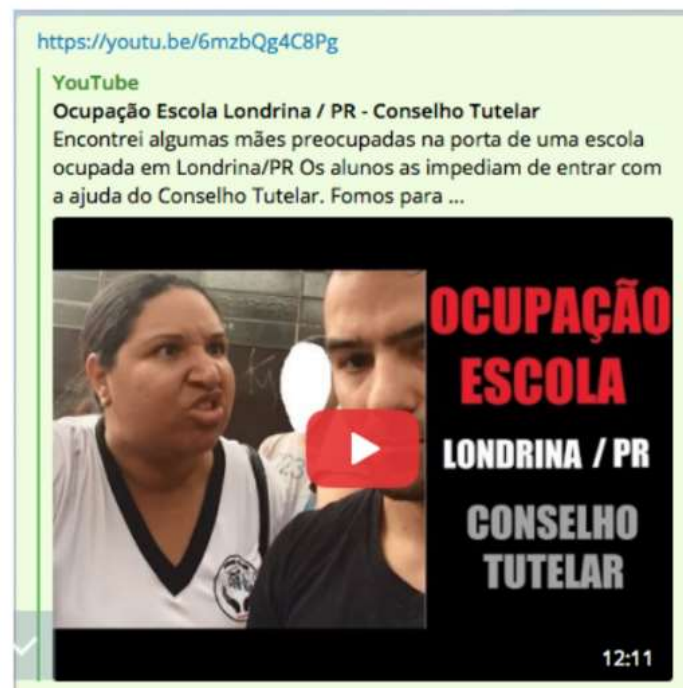 https://youtu.be/6mzbQg4C8Pg
YouTube
Ocupação Escola Londrina / PR - Conselho Tutelar
Encontrei algumas mães preocupadas na porta de uma escola
ocupada em Londrina/PR Os alunos as impediam de entrar com
a ajuda do Conselho Tutelar. Fomos para ...
OCUPAÇÃO
ESCOLA
LONDRINA / PR
CONSELHO
TUTELAR
23
12:11